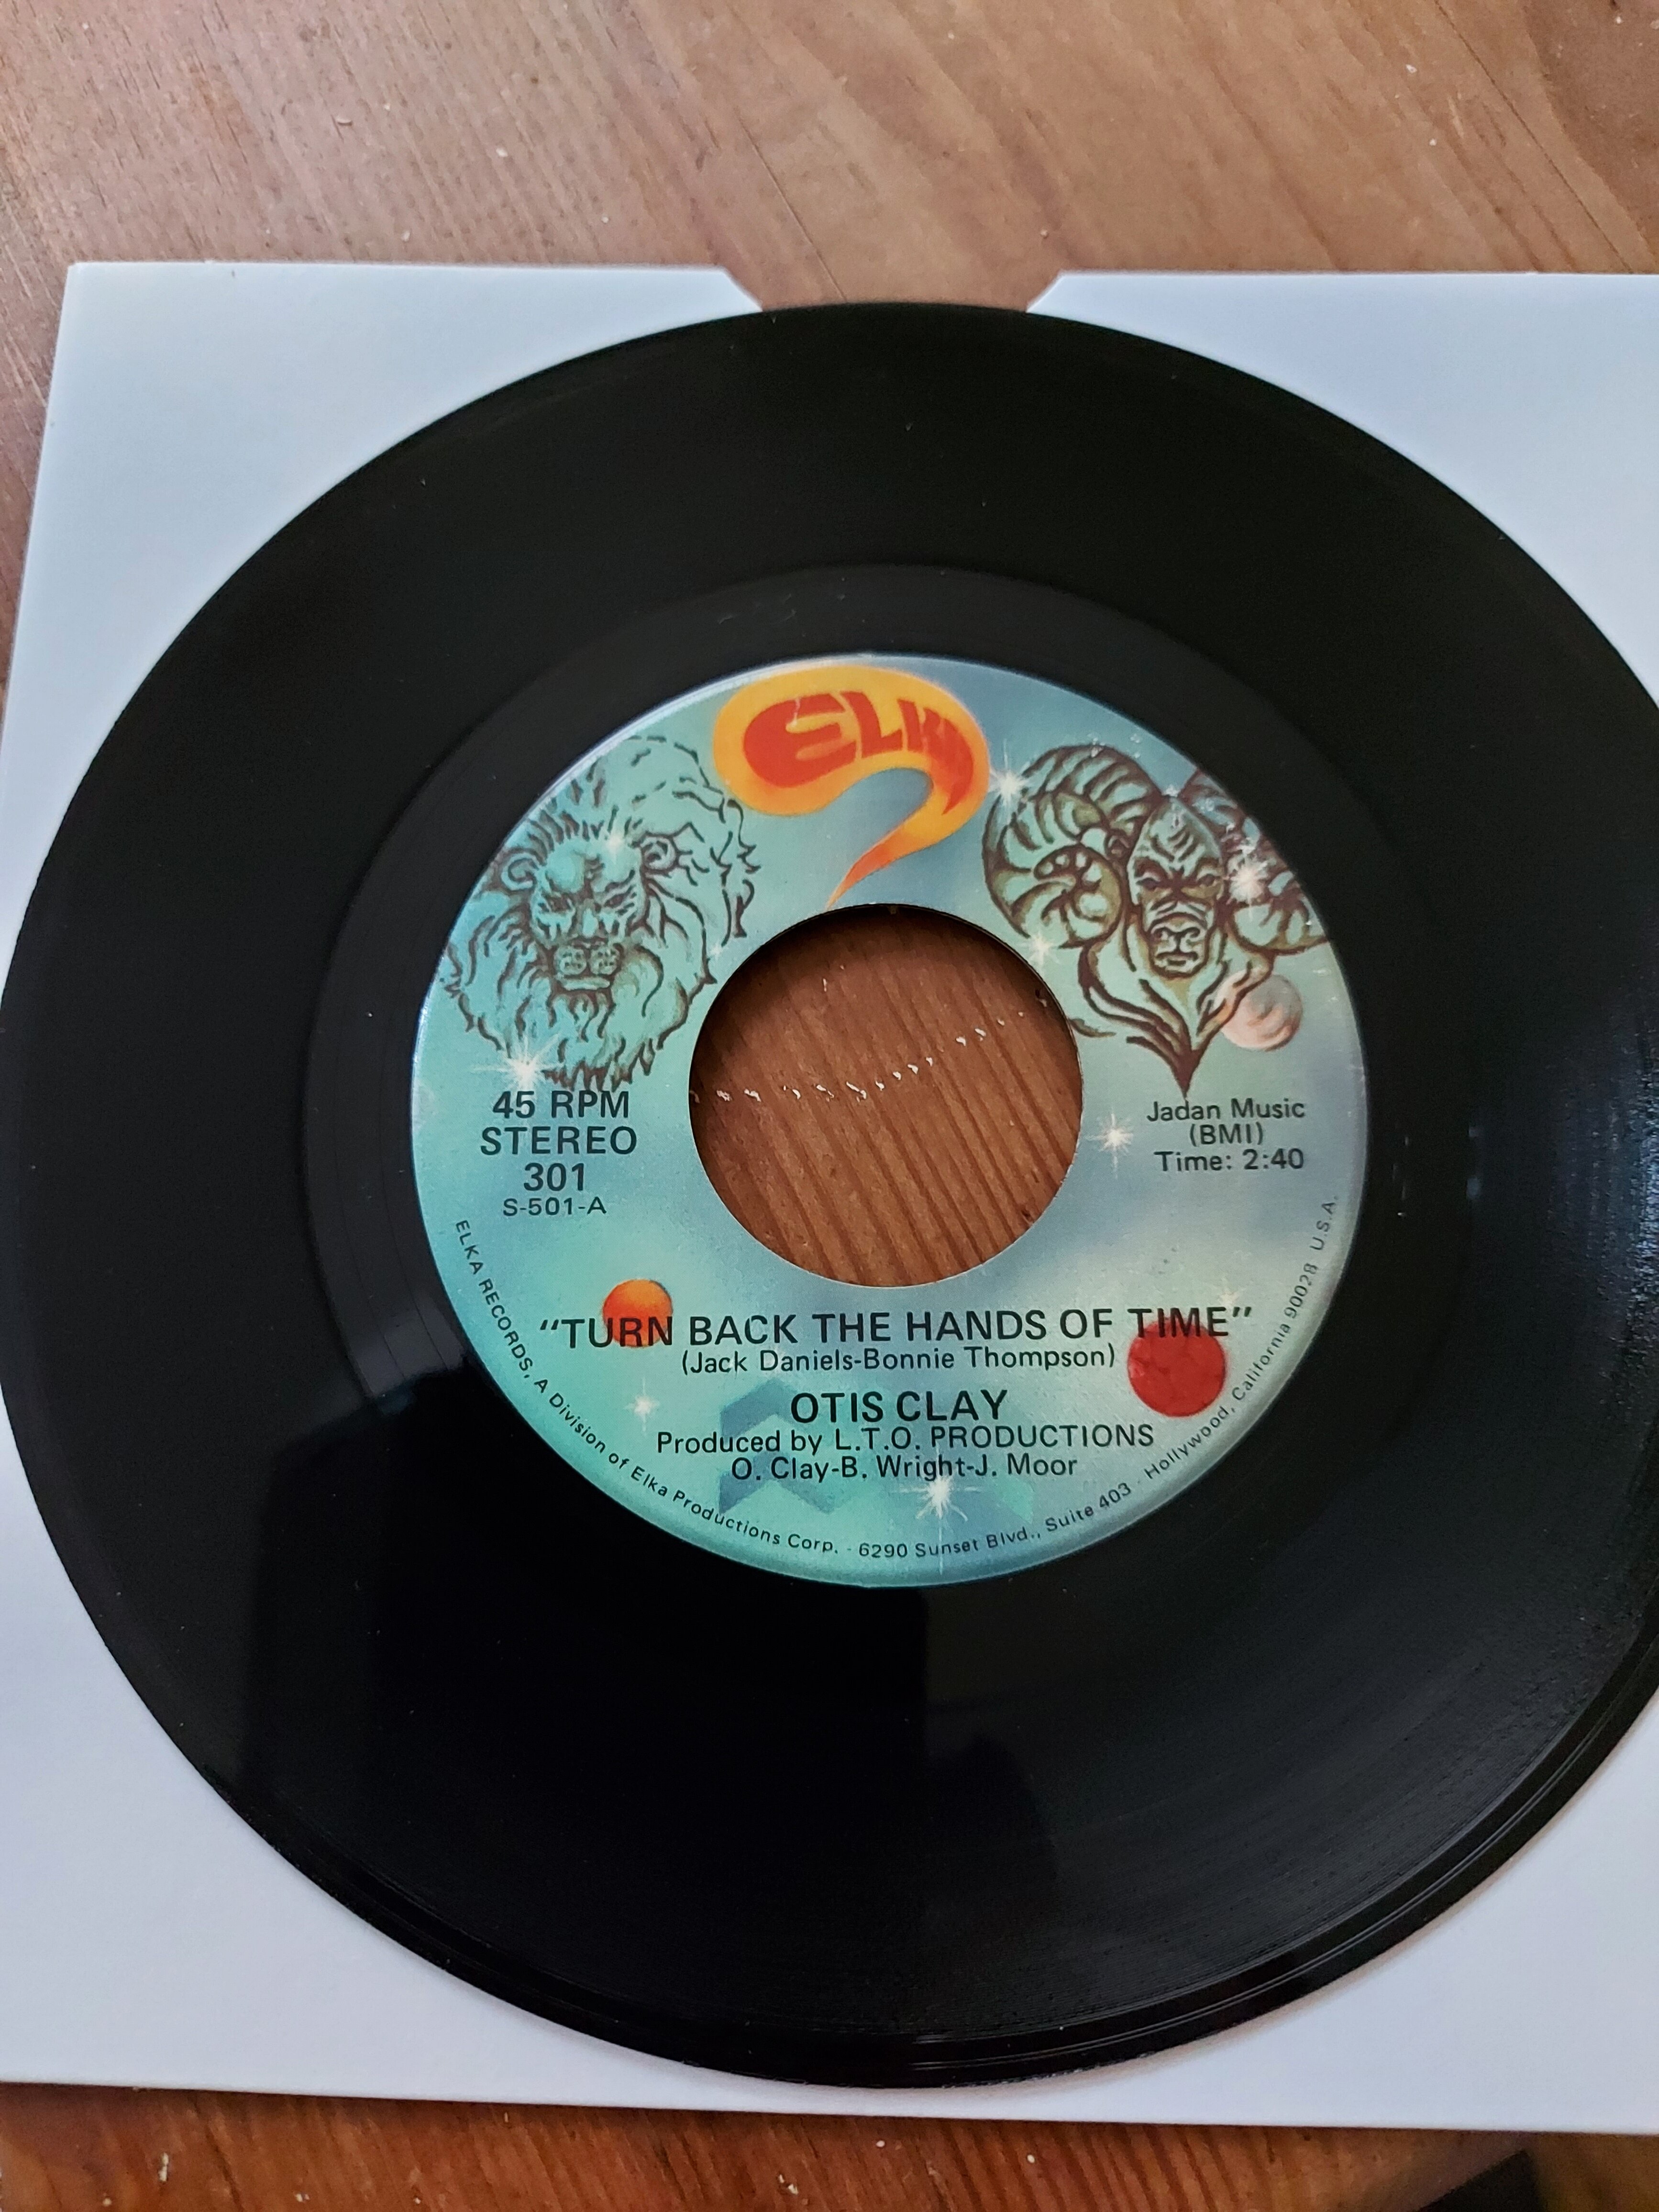 ELKA
45 RPM
STEREO
301
S-501-A
Jadan Music
(BMI)
Time: 2:40
“TURN BACK THE HANDS OF TIME”
(Jack Daniels-Bonnie Thompson)
OTIS CLAY
Produced by L.T.O. PRODUCTIONS
O. Clay-B. Wright-J. Moor
ELKA RECORDS, A Division of Elka Productions Corp. - 6290 Sunset Blvd., Suite 403 - Hollywood, California 90028 U.S.A.